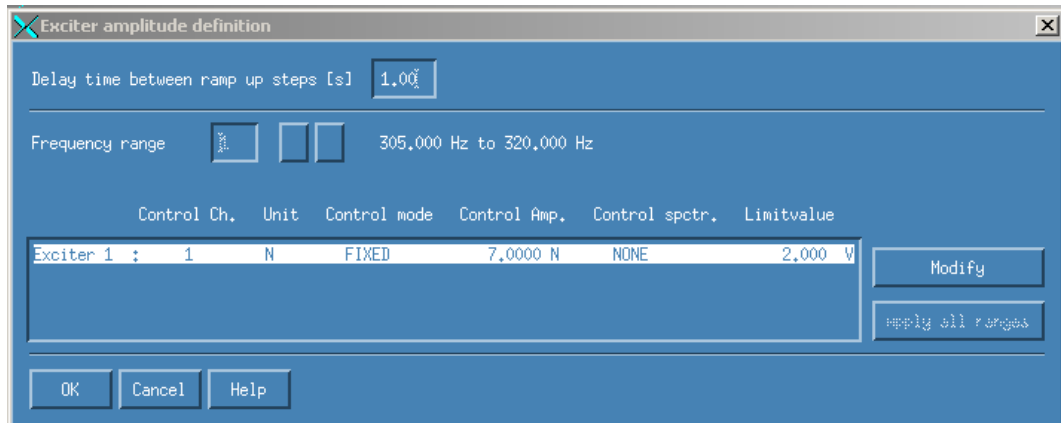 Exciter amplitude definition
Delay time between ramp up steps [s] 1.00
Frequency range 1 305.000 Hz to 320.000 Hz
Control Ch. Unit Control mode Control Amp. Control spctr. Limitvalue
Exciter 1 : 1 N FIXED 7.0000 N NONE 2.000 V
Modify
Apply all ranges
OK Cancel Help